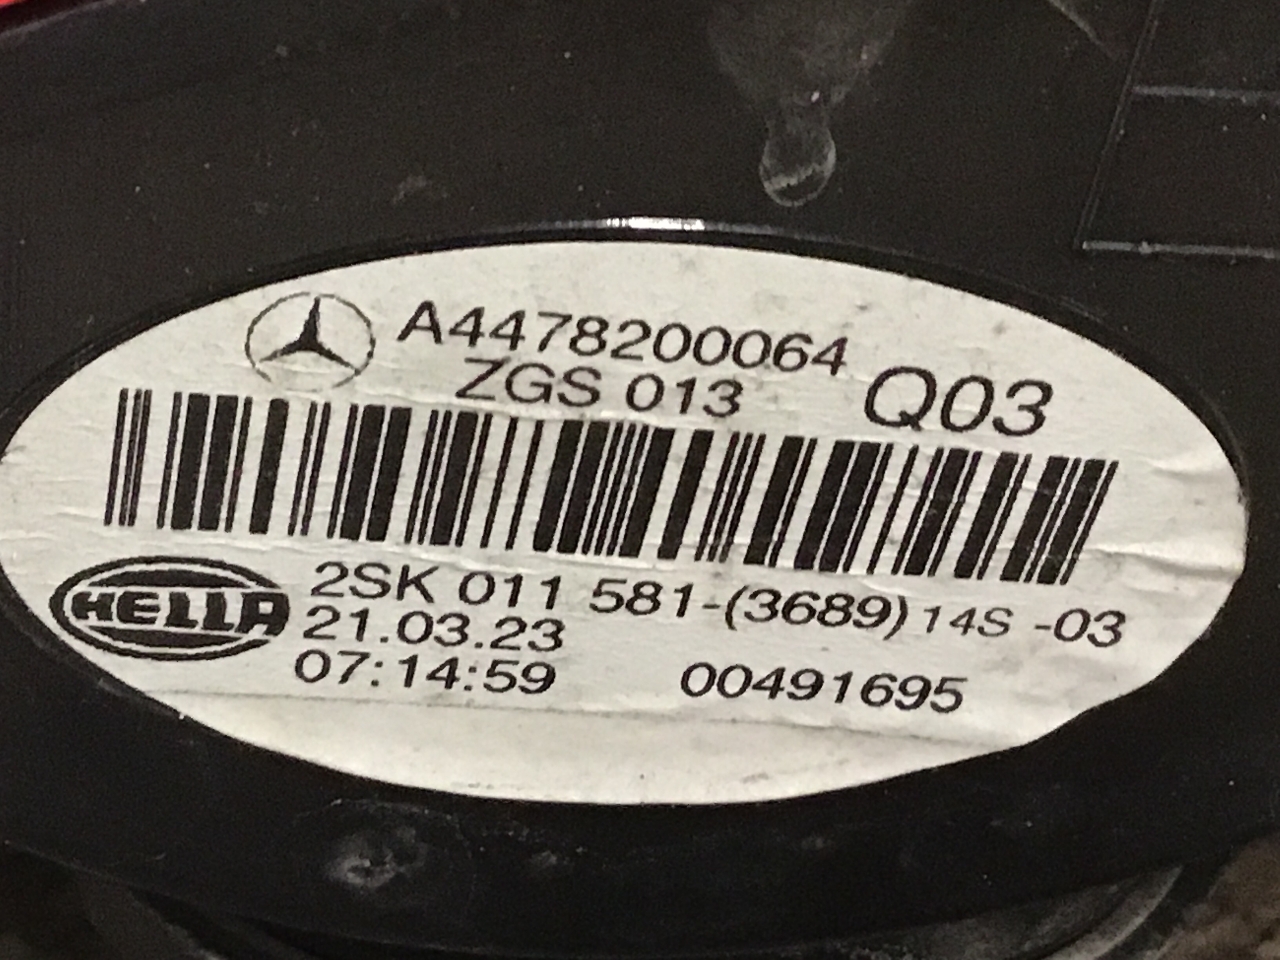 A4478200064
ZGS 013
Q03
HELLA
2SK 011 581-(3689) 14S -03
21.03.23
07:14:59 00491695